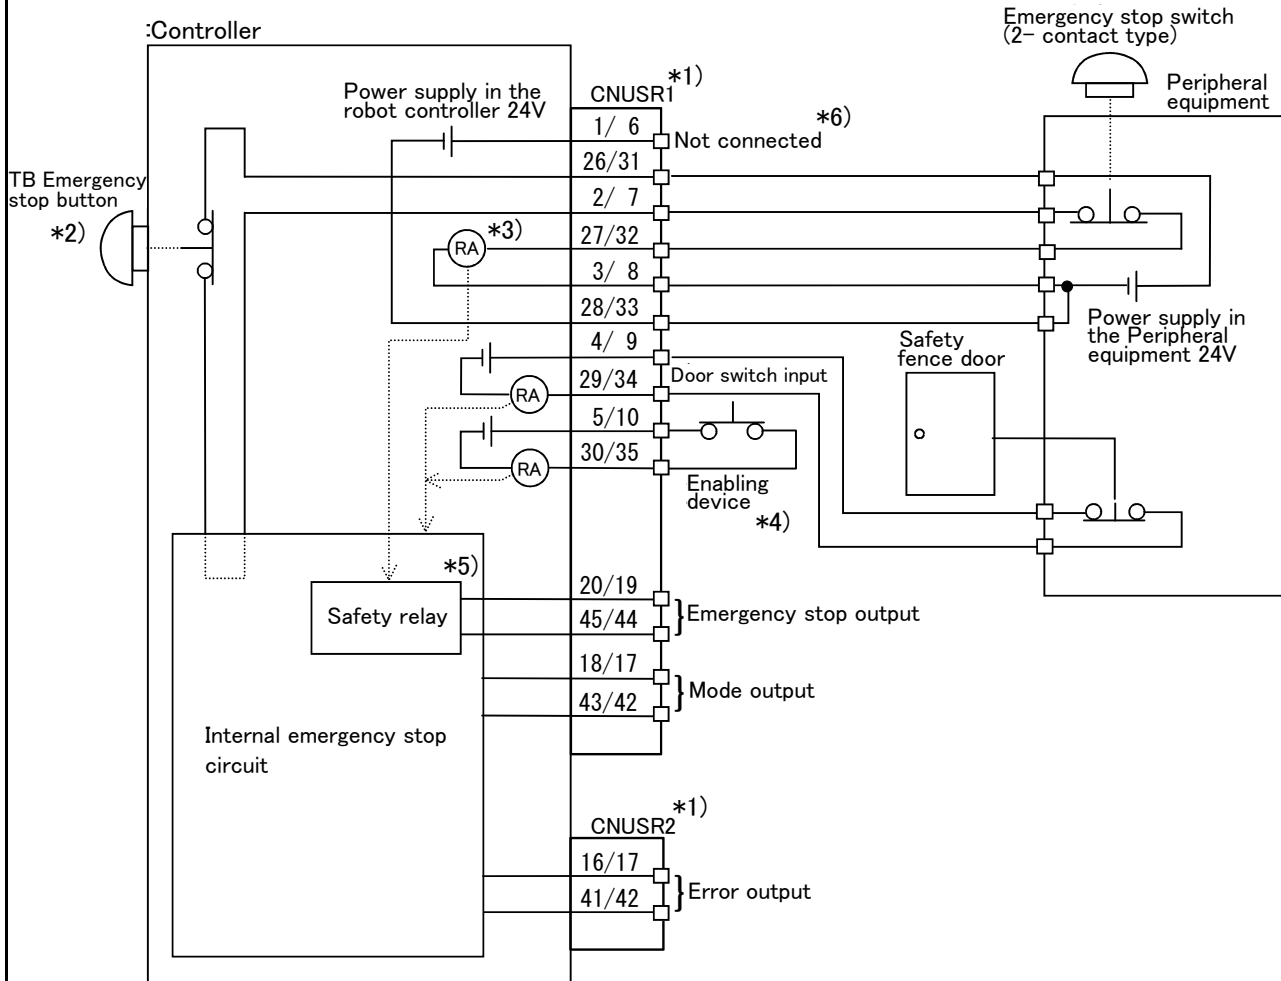 :Controller
Emergency stop switch
(2- contact type)
Peripheral
equipment
Power supply in the
robot controller 24V
CNUSR1
*1)
1/ 6
Not connected
*6)
26/31
TB Emergency
stop button
*2)
2/ 7
27/32
RA
*3)
3/ 8
28/33
Power supply in
the Peripheral
equipment 24V
4/ 9
Safety
fence door
29/34
Door switch input
RA
5/10
30/35
RA
Enabling
device
*4)
*5)
Safety relay
20/19
45/44
Emergency stop output
18/17
43/42
Mode output
Internal emergency stop
circuit
CNUSR2
*1)
16/17
41/42
Error output